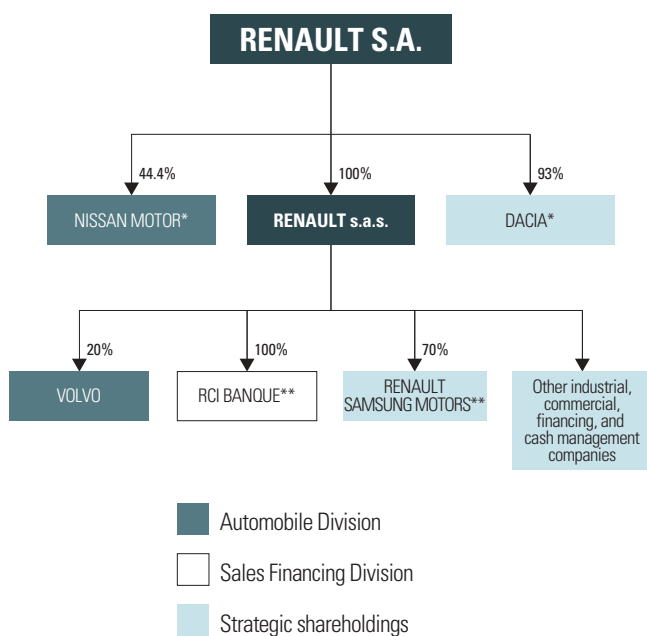 RENAULT S.A.
44.4%
100%
93%
NISSAN MOTOR*
RENAULT s.a.s.
DACIA*
20%
100%
70%
VOLVO
RCI BANQUE**
RENAULT
SAMSUNG MOTORS**
Other industrial,
commercial,
financing, and
cash management
companies
Automobile Division
Sales Financing Division
Strategic shareholdings